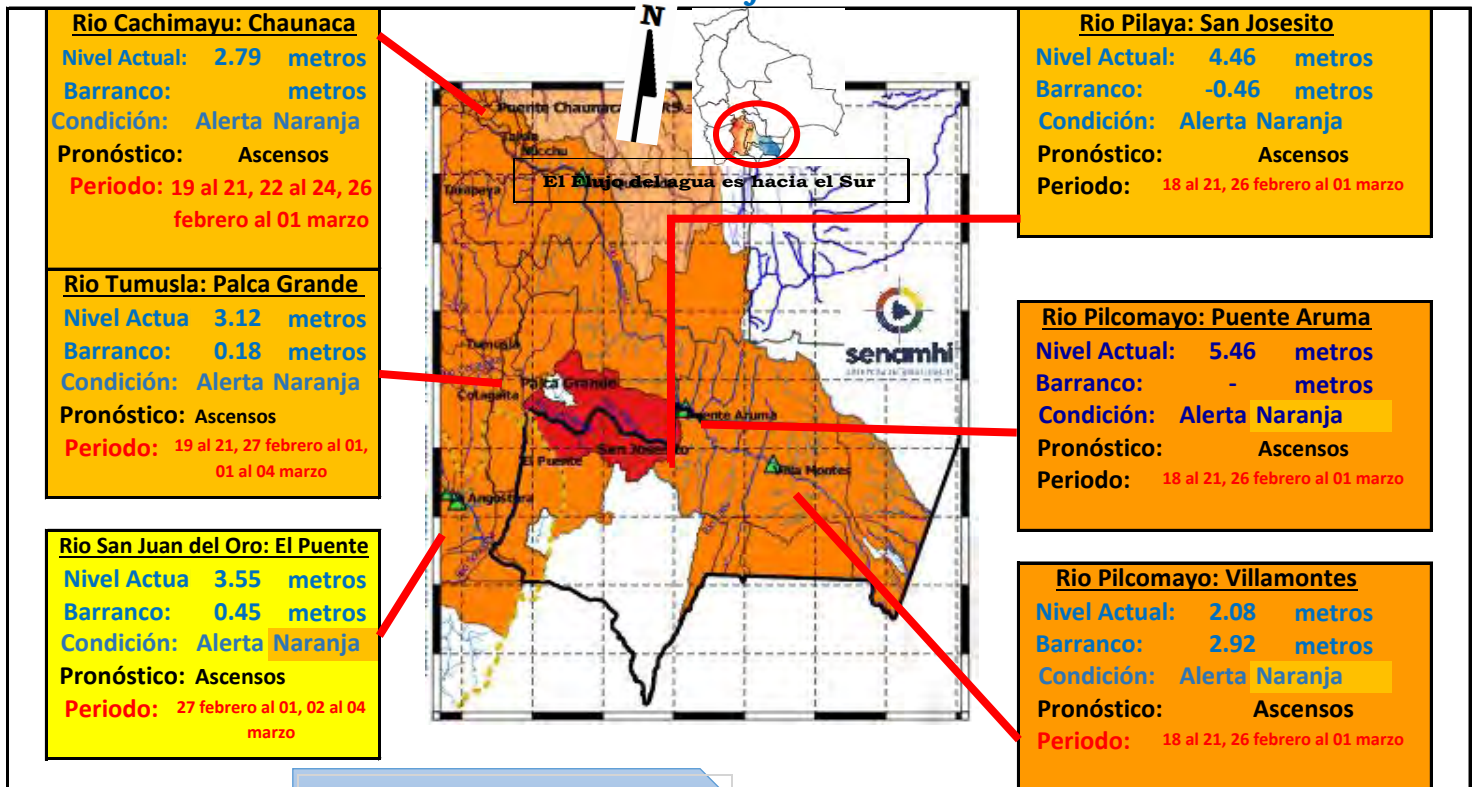 Rio Cachimayu: Chaunaca
Nivel Actual: 2.79 metros
Barranco: metros
Condición: Alerta Naranja
Pronóstico: Ascensos
Periodo: 19 al 21, 22 al 24, 26
febrero al 01 marzo
Rio Tumusla: Palca Grande
Nivel Actua 3.12 metros
Barranco: 0.18 metros
Condición: Alerta Naranja
Pronóstico: Ascensos
Periodo: 19 al 21, 27 febrero al 01,
01 al 04 marzo
Rio San Juan del Oro: El Puente
Nivel Actua 3.55 metros
Barranco: 0.45 metros
Condición: Alerta Naranja
Pronóstico: Ascensos
Periodo: 27 febrero al 01, 02 al 04
marzo
N
Puente Chaunaca
El Flujo del agua es hacia el Sur
Tarapaya
Tumusla
Palca Grande
Cotagaita
Puente Aruma
San Josesito
El Puente
Villa Montes
Angostura
senamhi
Rio Pilaya: San Josesito
Nivel Actual: 4.46 metros
Barranco: -0.46 metros
Condición: Alerta Naranja
Pronóstico: Ascensos
Periodo: 18 al 21, 26 febrero al 01 marzo
Rio Pilcomayo: Puente Aruma
Nivel Actual: 5.46 metros
Barranco: - metros
Condición: Alerta Naranja
Pronóstico: Ascensos
Periodo: 18 al 21, 26 febrero al 01 marzo
Rio Pilcomayo: Villamontes
Nivel Actual: 2.08 metros
Barranco: 2.92 metros
Condición: Alerta Naranja
Pronóstico: Ascensos
Periodo: 18 al 21, 26 febrero al 01 marzo